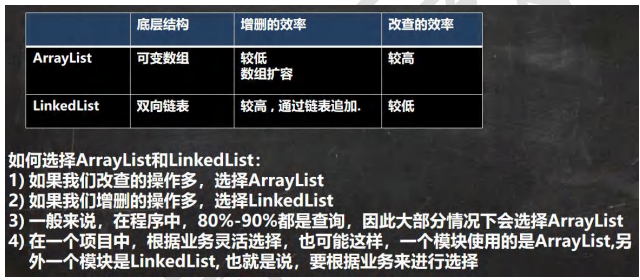 底层结构 增删的效率 改查的效率
ArrayList 可变数组 较低 较高
数组扩容
LinkedList 双向链表 较高，通过链表追加. 较低
如何选择ArrayList和LinkedList：
1) 如果我们改查的操作多，选择ArrayList
2) 如果我们增删的操作多，选择LinkedList
3) 一般来说，在程序中，80%-90%都是查询，因此大部分情况下会选择ArrayList
4) 在一个项目中，根据业务灵活选择，也可能这样，一个模块使用的是ArrayList,另
外一个模块是LinkedList, 也就是说，要根据业务来进行选择